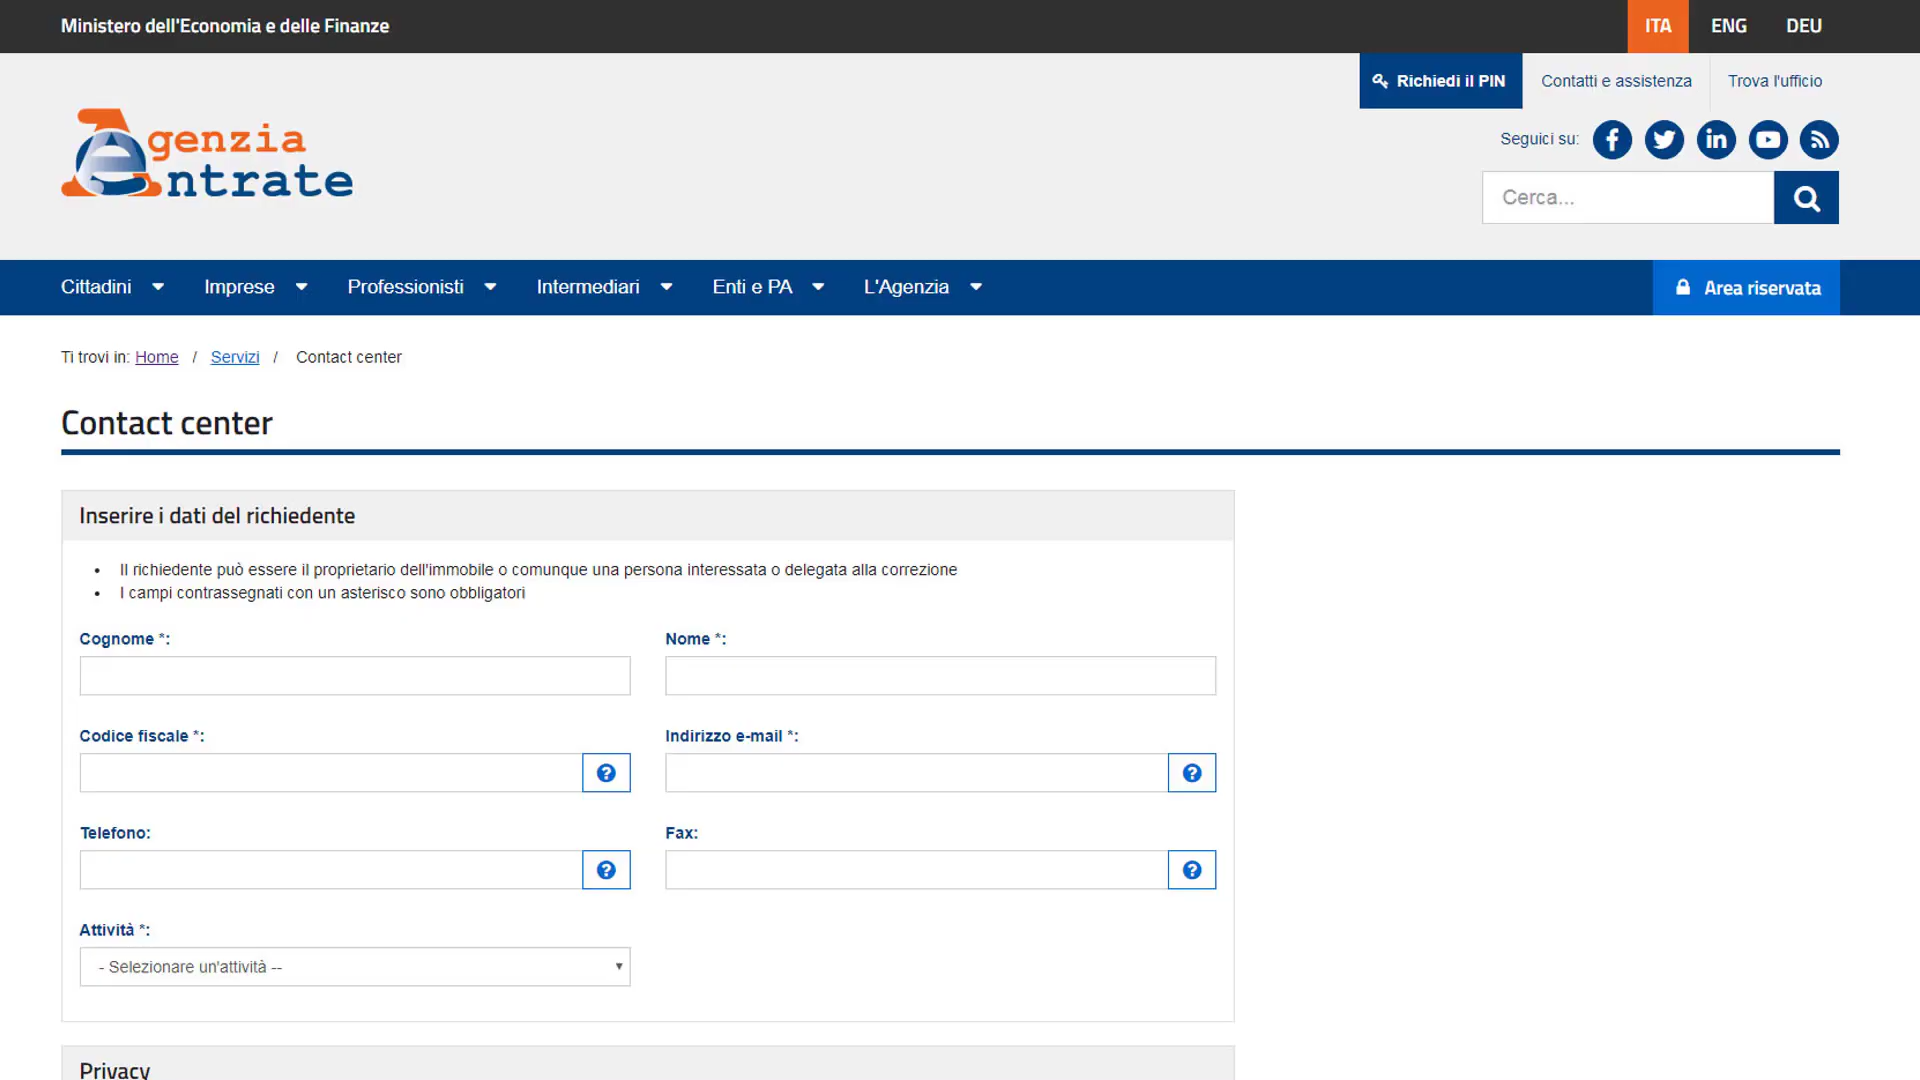 Ministero dell'Economia e delle Finanze
ITA ENG DEU
Richiedi il PIN Contatti e assistenza Trova l'ufficio
Agenzia
entrate
Seguici su:
Cerca...
Cittadini Imprese Professionisti Intermediari Enti e PA L'Agenzia Area riservata
Ti trovi in: Home / Servizi / Contact center
Contact center
Inserire i dati del richiedente
• Il richiedente può essere il proprietario dell'immobile o comunque una persona interessata o delegata alla correzione
• I campi contrassegnati con un asterisco sono obbligatori
Cognome *: Nome *:
Codice fiscale *: Indirizzo e-mail *:
Telefono: Fax:
Attività *:
- Selezionare un'attività --
Privacy